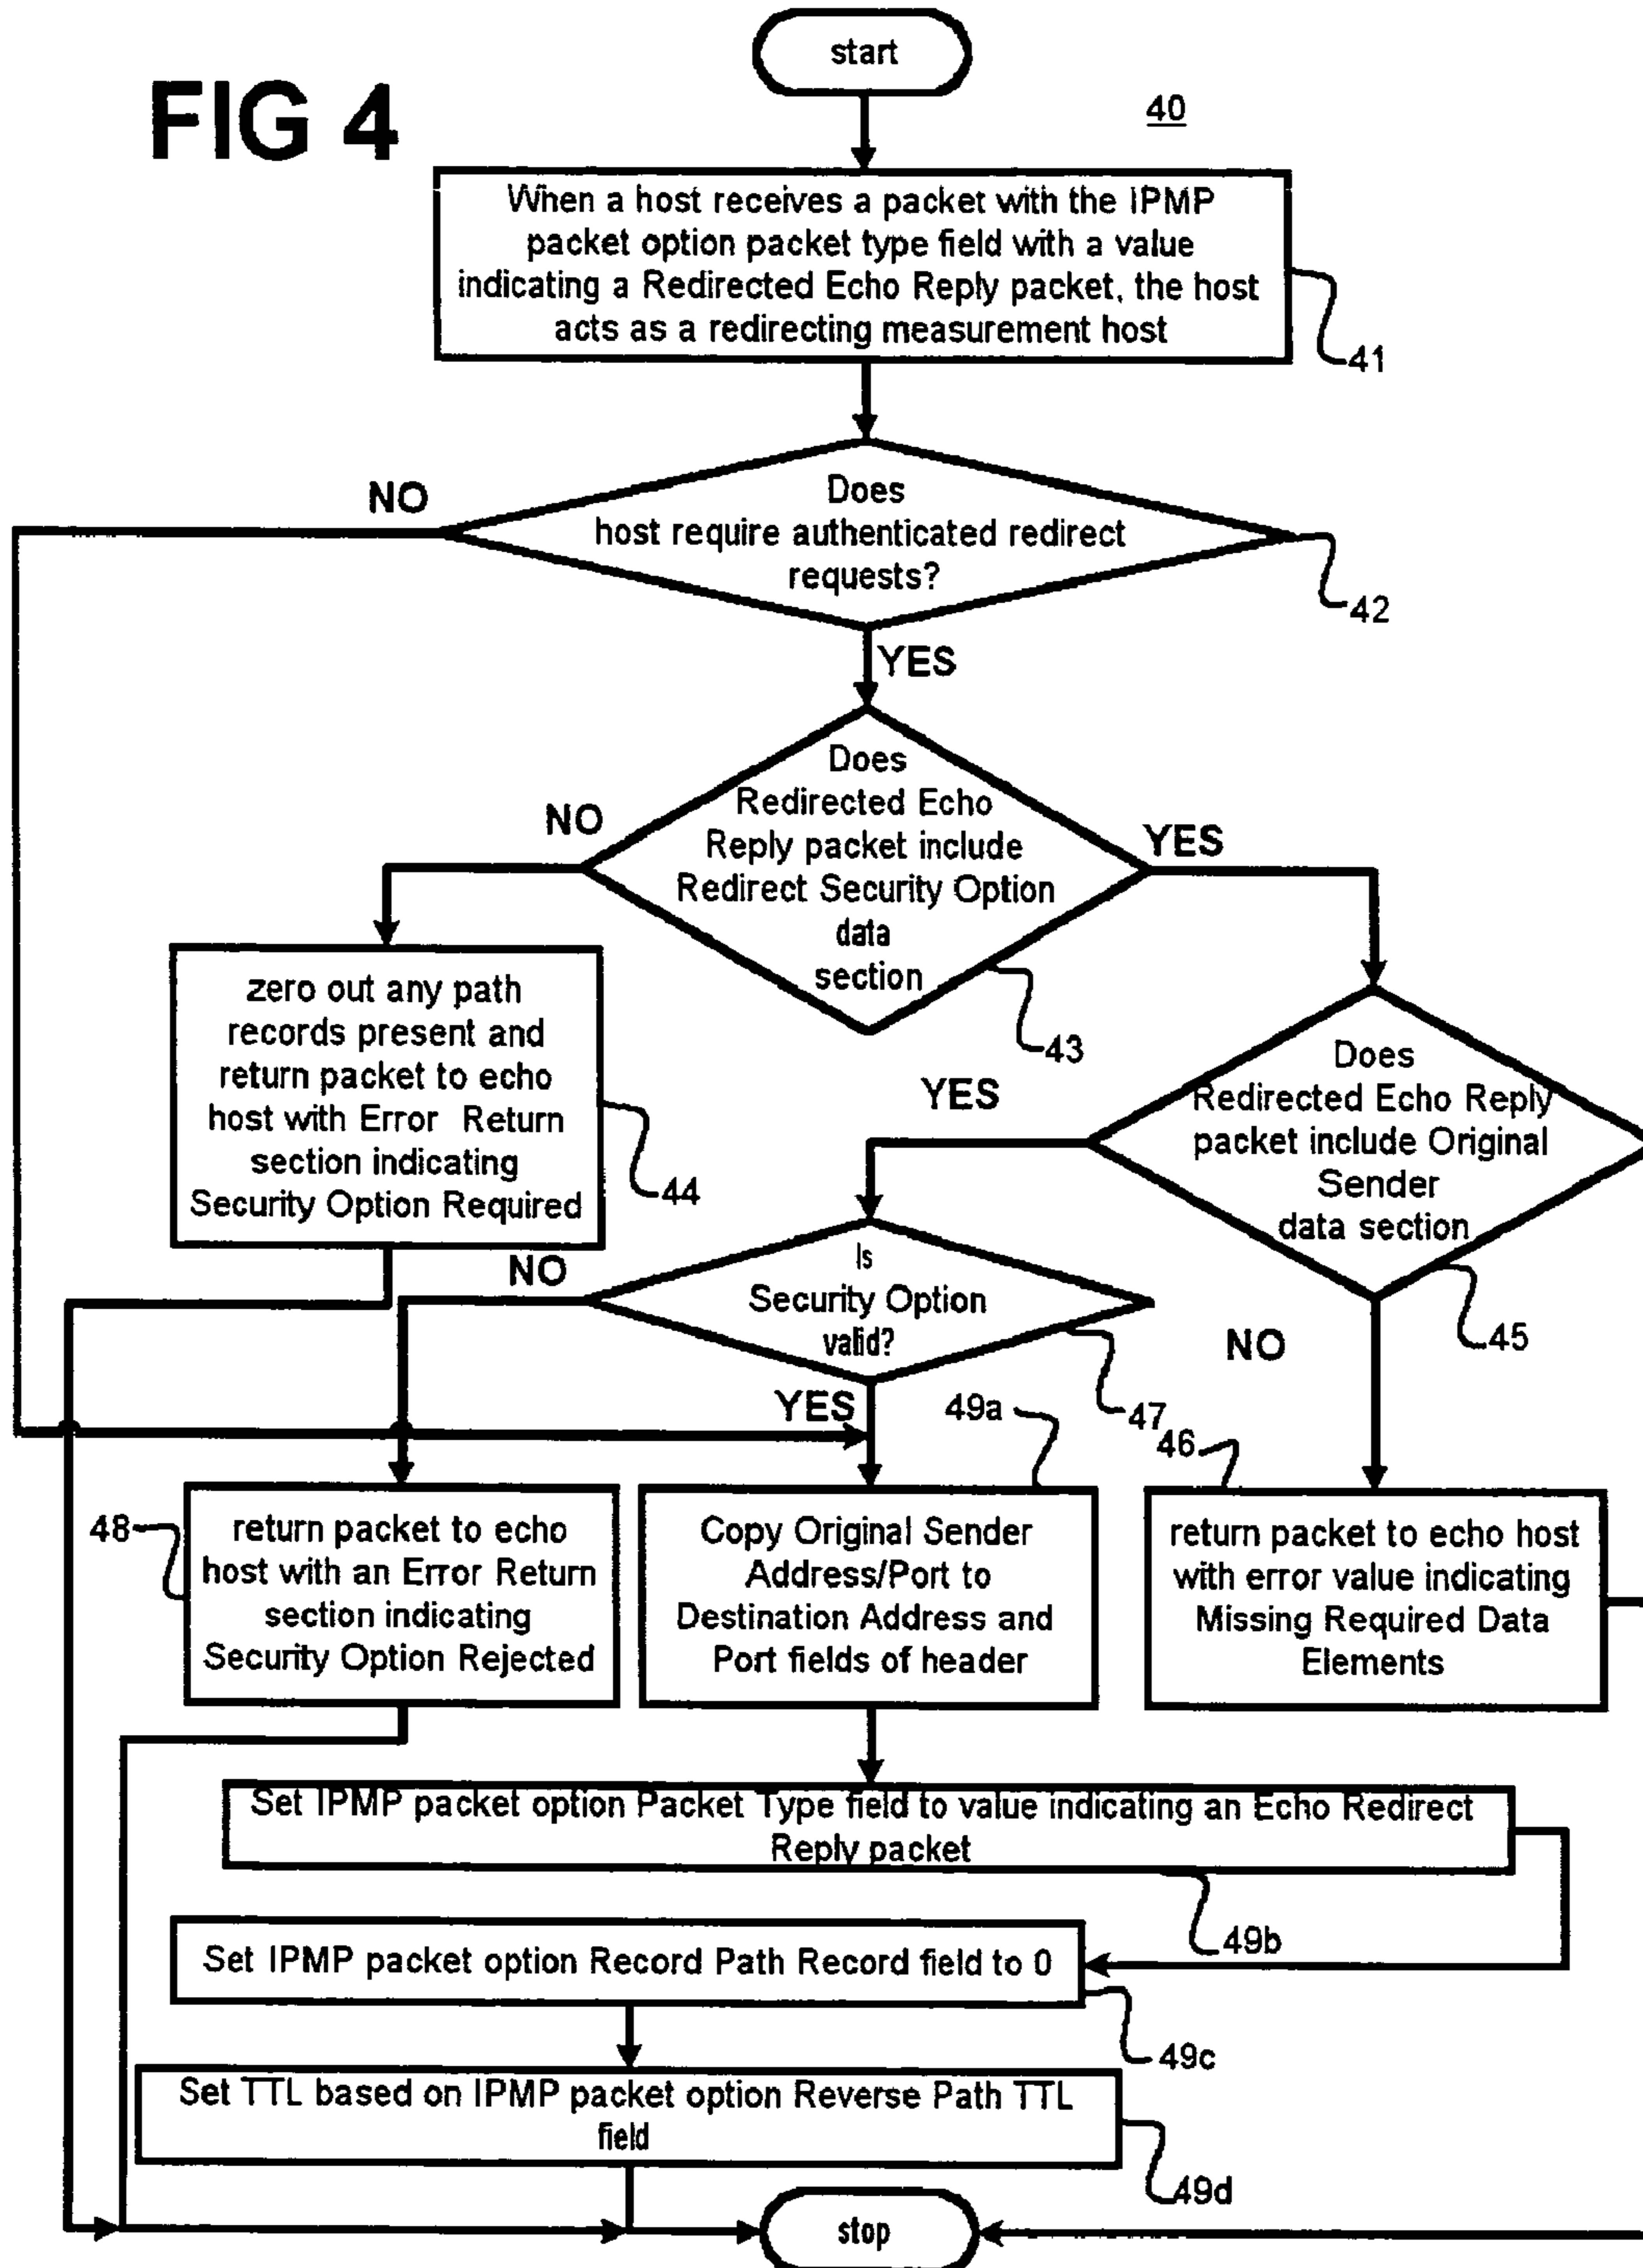 start
FIG 4
40
When a host receives a packet with the IPMP
packet option packet type field with a value
indicating a Redirected Echo Reply packet, the host
acts as a redirecting measurement host
41
NO
Does
host require authenticated redirect
requests?
42
YES
Does
Redirected Echo
Reply packet include
Redirect Security Option
data
section
NO
YES
43
zero out any path
records present and
return packet to echo
host with Error Return
section indicating
Security Option Required
44
YES
Does
Redirected Echo Reply
packet include Original
Sender
data section
45
NO
NO
Is
Security Option
valid?
47
YES
49a
46
48
return packet to echo
host with an Error Return
section indicating
Security Option Rejected
Copy Original Sender
Address/Port to
Destination Address and
Port fields of header
return packet to echo host
with error value indicating
Missing Required Data
Elements
Set IPMP packet option Packet Type field to value indicating an Echo Redirect
Reply packet
49b
Set IPMP packet option Record Path Record field to 0
49c
Set TTL based on IPMP packet option Reverse Path TTL
field
49d
stop